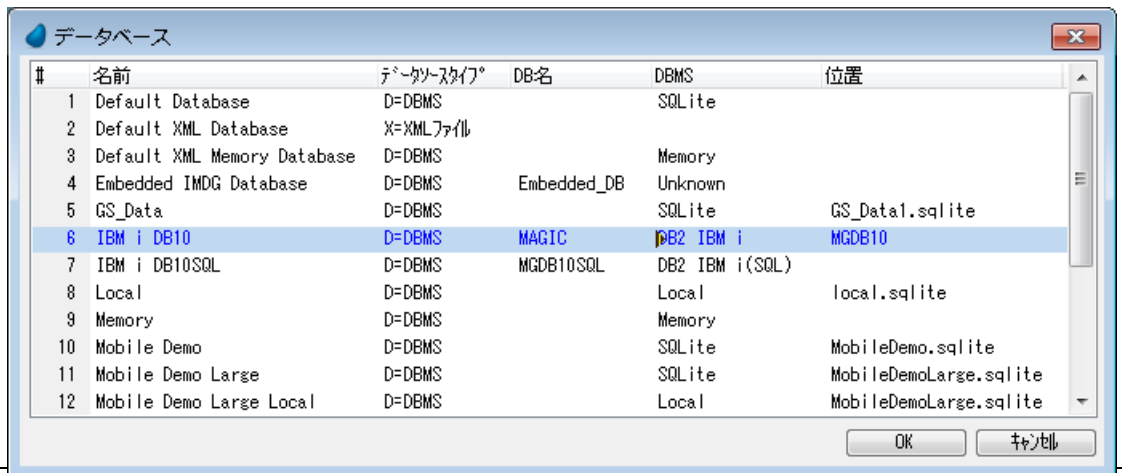 データベース
# 名前 ﾃﾞｰﾀｿｰｽﾀｲﾌﾟ DB名 DBMS 位置
1 Default Database D=DBMS SQLite
2 Default XML Database X=XMLﾌｧｲﾙ
3 Default XML Memory Database D=DBMS Memory
4 Embedded IMDG Database D=DBMS Embedded_DB Unknown
5 GS_Data D=DBMS SQLite GS_Data1.sqlite
6 IBM i DB10 D=DBMS MAGIC DB2 IBM i MGDB10
7 IBM i DB10SQL D=DBMS MGDB10SQL DB2 IBM i(SQL)
8 Local D=DBMS Local local.sqlite
9 Memory D=DBMS Memory
10 Mobile Demo D=DBMS SQLite MobileDemo.sqlite
11 Mobile Demo Large D=DBMS SQLite MobileDemoLarge.sqlite
12 Mobile Demo Large Local D=DBMS Local MobileDemoLarge.sqlite
OK ｷｬﾝｾﾙ